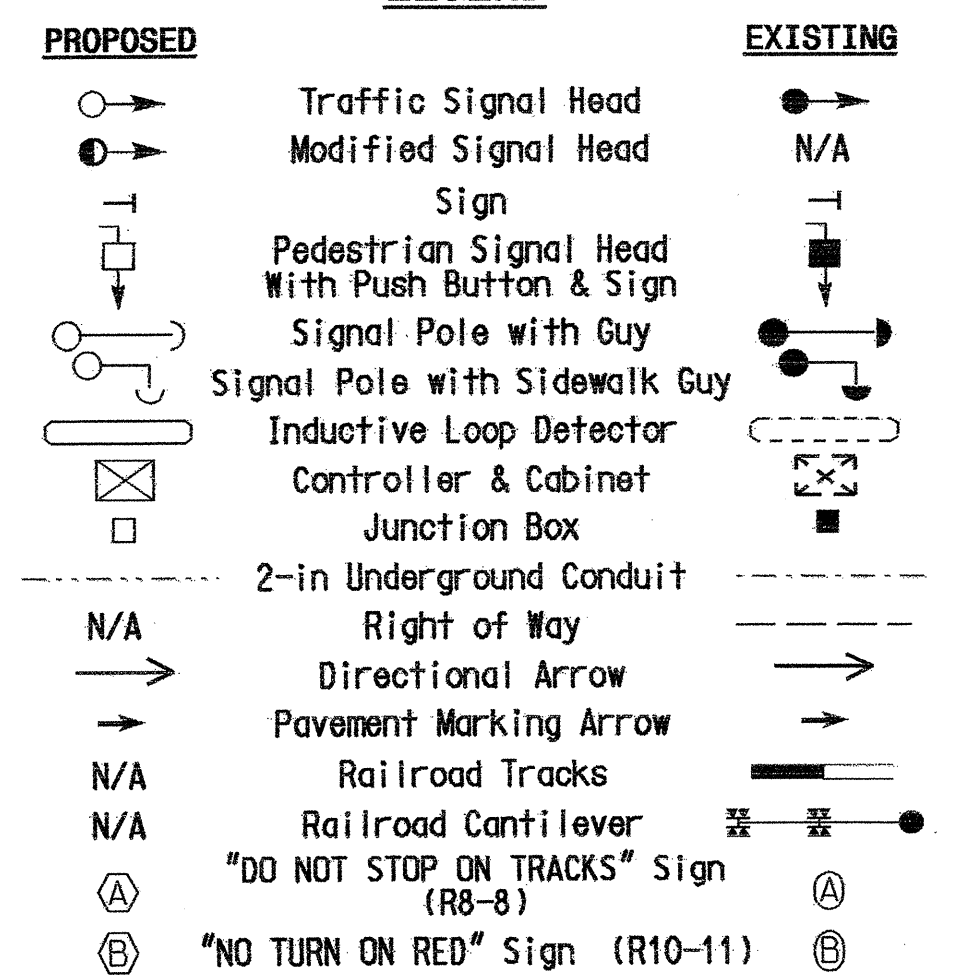 PROPOSED EXISTING
Traffic Signal Head
Modified Signal Head N/A
Sign
Pedestrian Signal Head
With Push Button & Sign
Signal Pole with Guy
Signal Pole with Sidewalk Guy
Inductive Loop Detector
Controller & Cabinet
Junction Box
2-in Underground Conduit
N/A Right of Way
Directional Arrow
Pavement Marking Arrow
N/A Railroad Tracks
N/A Railroad Cantilever
"DO NOT STOP ON TRACKS" Sign
A (R8-8) A
B "NO TURN ON RED" Sign (R10-11) B